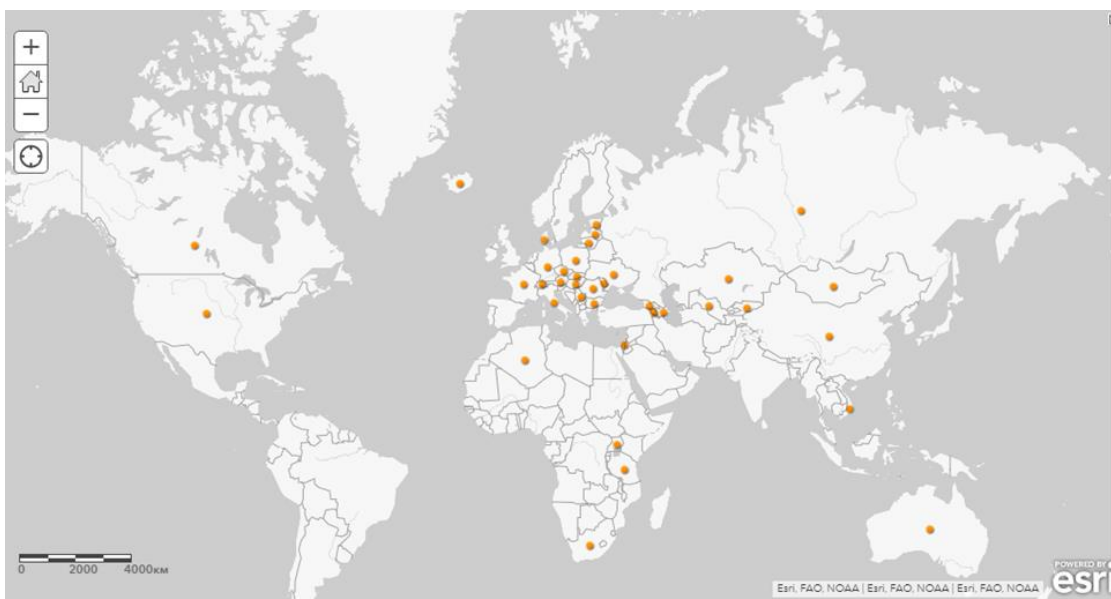 +
−
0 2000 4000км
Esri, FAO, NOAA | Esri, FAO, NOAA | Esri, FAO, NOAA
POWERED BY
esri